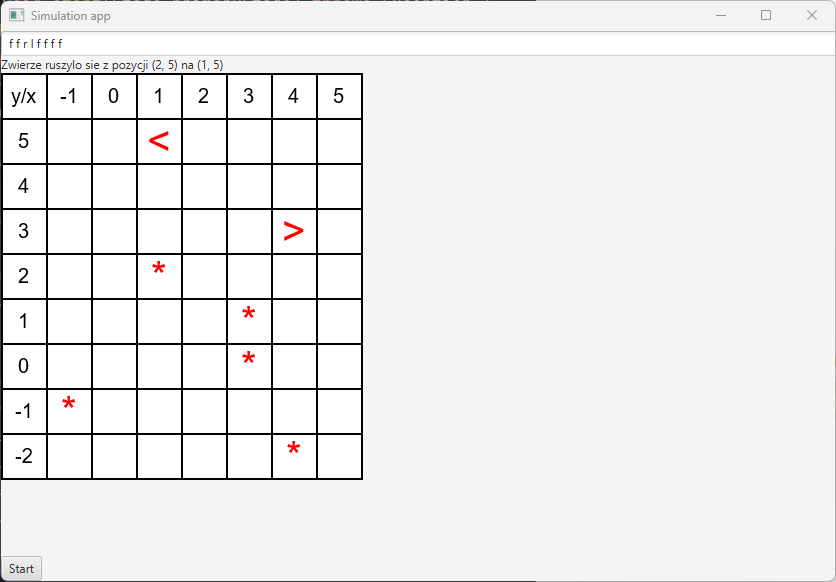 Simulation app
f f r l f f f f
Zwierze ruszylo sie z pozycji (2, 5) na (1, 5)
y/x -1 0 1 2 3 4 5
5 <
4
3 >
2 *
1 *
0 *
-1 *
-2 *
Start